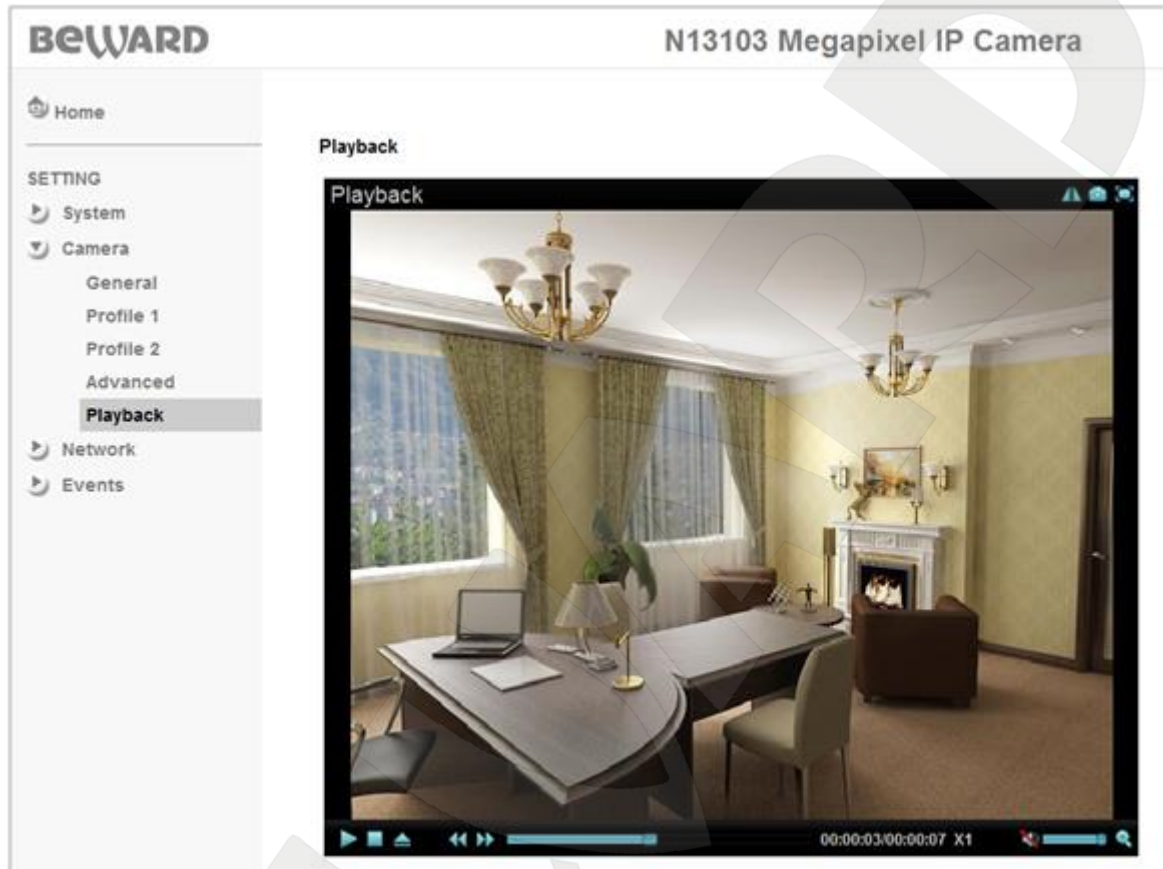 BEWARD
N13103 Megapixel IP Camera
Home
SETTING
System
Camera
General
Profile 1
Profile 2
Advanced
Playback
Network
Events
Playback
Playback
00:00:03/00:00:07 X1